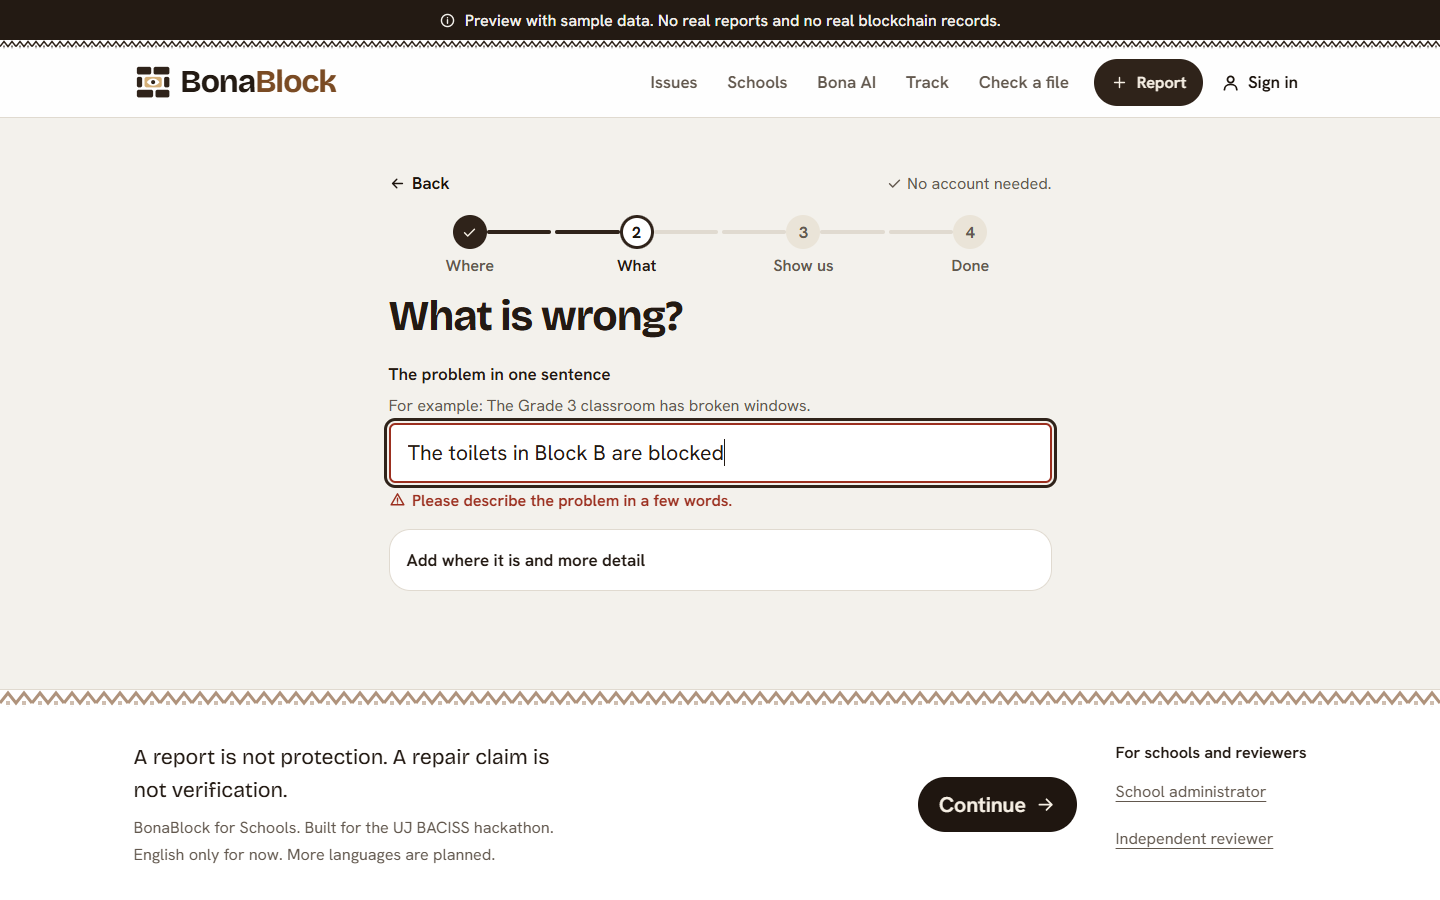 Preview with sample data. No real reports and no real blockchain records.
BonaBlock
Issues
Schools
Bona AI
Track
Check a file
Report
Sign in
Back
No account needed.
2
3
4
Where
What
Show us
Done
What is wrong?
The problem in one sentence
For example: The Grade 3 classroom has broken windows.
The toilets in Block B are blocked
Please describe the problem in a few words.
Add where it is and more detail
A report is not protection. A repair claim is
not verification.
BonaBlock for Schools. Built for the UJ BACISS hackathon.
English only for now. More languages are planned.
Continue
For schools and reviewers
School administrator
Independent reviewer